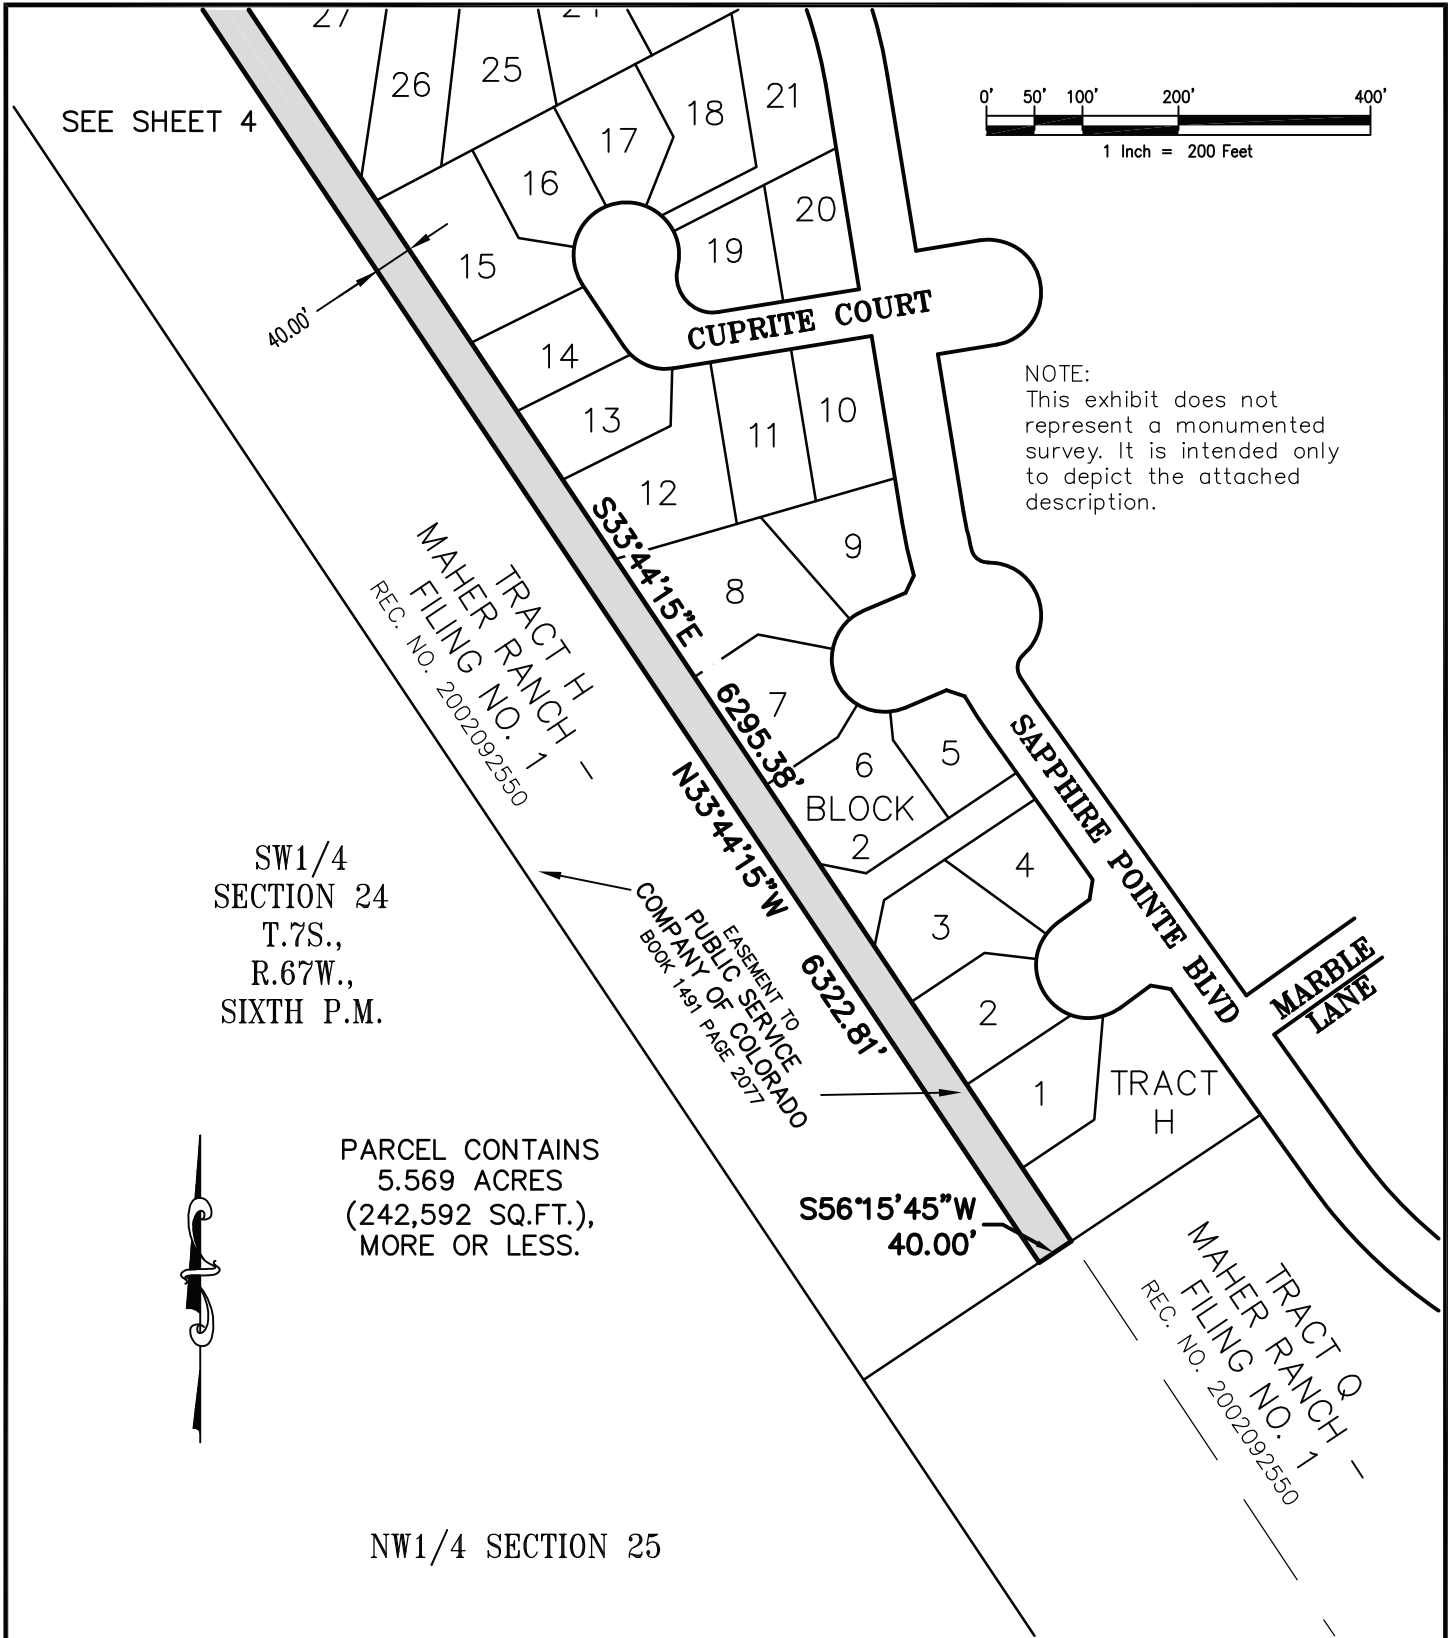 27
26
25
21
SEE SHEET 4
0' 50' 100' 200' 400'
1 Inch = 200 Feet
21
18
17
16
20
19
15
40.00'
CUPRITE COURT
14
13
12
11
10
NOTE:
This exhibit does not
represent a monumented
survey. It is intended only
to depict the attached
description.
9
8
7
6
5
BLOCK
2
4
3
2
1
TRACT
H
S33°44'15"E 6295.38'
N33°44'15"W 6322.81'
TRACT H
MAHER RANCH –
FILING NO. 1
REC. NO. 2002092550
SAPPHIRE POINTE BLVD
MARBLE
LANE
SW1/4
SECTION 24
T.7S.,
R.67W.,
SIXTH P.M.
EASEMENT TO
PUBLIC SERVICE
COMPANY OF COLORADO
BOOK 1491 PAGE 2077
PARCEL CONTAINS
5.569 ACRES
(242,592 SQ.FT.),
MORE OR LESS.
S56°15'45"W
40.00'
TRACT Q
MAHER RANCH –
FILING NO. 1
REC. NO. 2002092550
NW1/4 SECTION 25